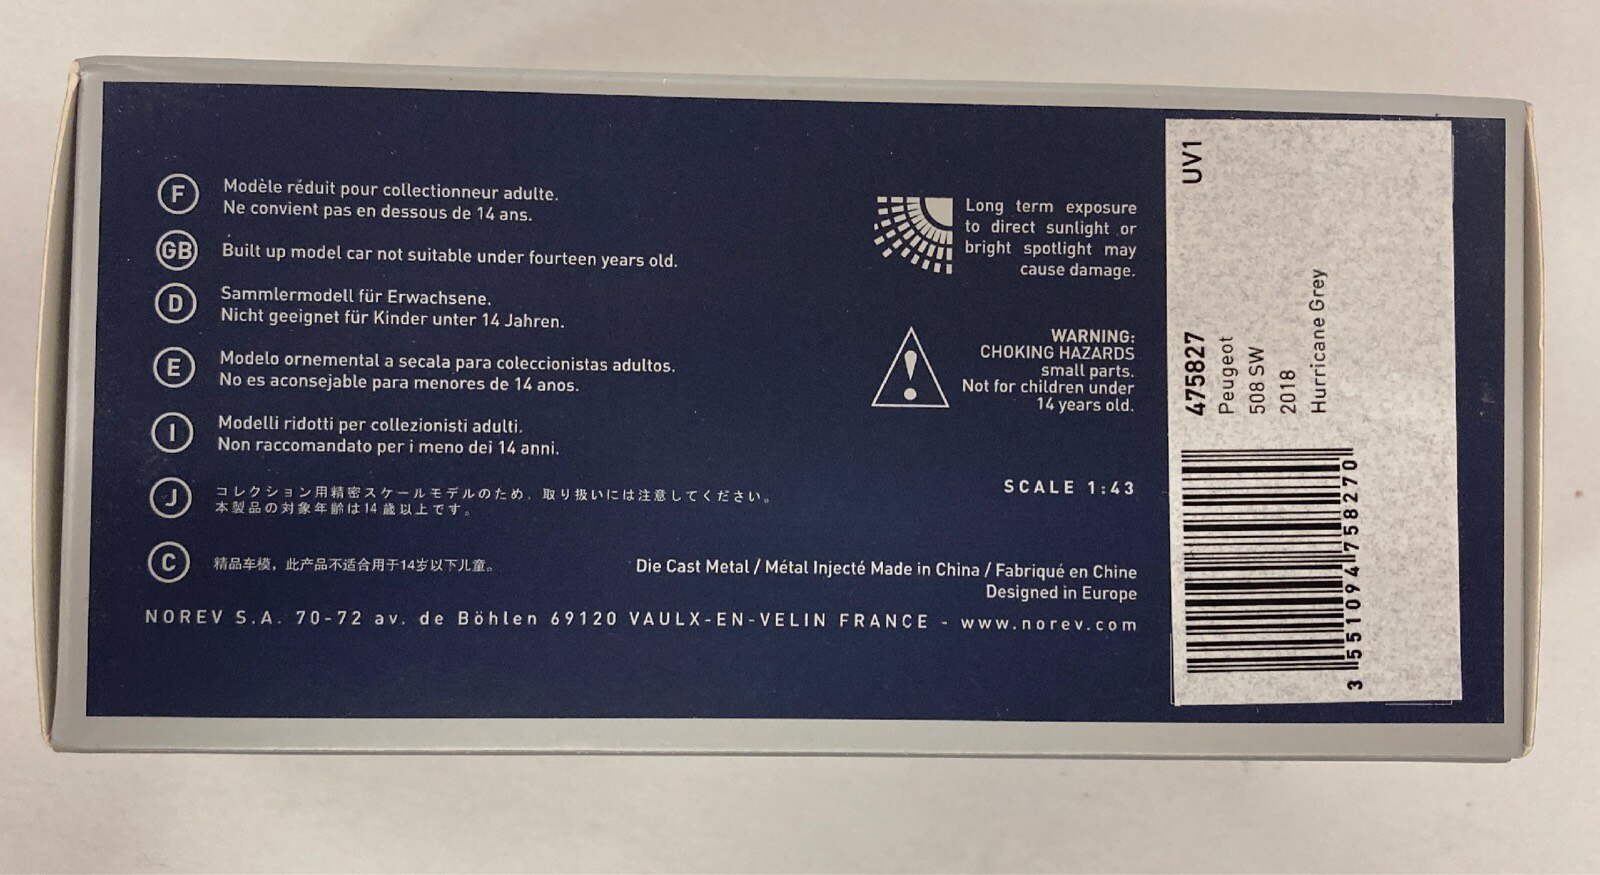 F
Modèle réduit pour collectionneur adulte.
Ne convient pas en dessous de 14 ans.
GB
Built up model car not suitable under fourteen years old.
D
Sammlermodell für Erwachsene.
Nicht geeignet für Kinder unter 14 Jahren.
E
Modelo ornemental a secala para coleccionistas adultos.
No es aconsejable para menores de 14 anos.
I
Modelli ridotti per collezionisti adulti.
Non raccomandato per i meno dei 14 anni.
J
コレクション用精密スケールモデルのため、取り扱いには注意してください。
本製品の対象年齢は14歳以上です。
C
精品车模，此产品不适合用于14岁以下儿童。
Long term exposure
to direct sunlight or
bright spotlight may
cause damage.
WARNING:
CHOKING HAZARDS
small parts.
Not for children under
14 years old.
SCALE 1:43
Die Cast Metal / Métal Injecté Made in China / Fabriqué en Chine
Designed in Europe
NOREV S.A. 70-72 av. de Böhlen 69120 VAULX-EN-VELIN FRANCE - www.norev.com
UV1
475827
Peugeot
508 SW
2018
Hurricane Grey
3 551094 758270